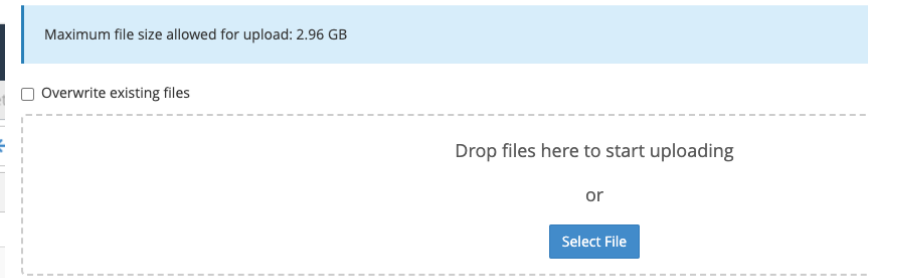 Maximum file size allowed for upload: 2.96 GB
Overwrite existing files
Drop files here to start uploading
or
Select File